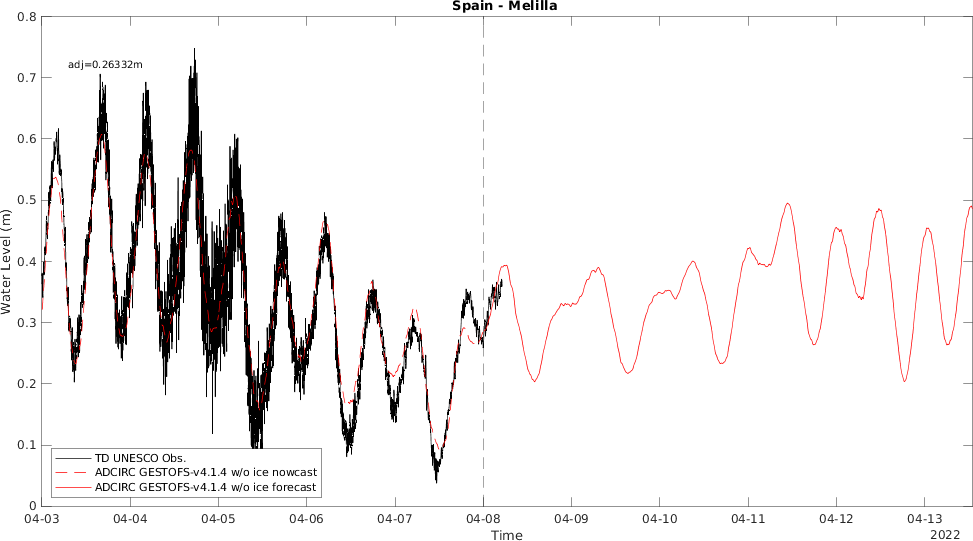 Spain - Melilla
0.8
0.7
0.6
0.5
0.4
0.3
0.2
0.1
0
Water Level (m)
adj=0.26332m
TD UNESCO Obs.
ADCIRC GESTOFS-v4.1.4 w/o ice nowcast
ADCIRC GESTOFS-v4.1.4 w/o ice forecast
04-03 04-04 04-05 04-06 04-07 04-08 04-09 04-10 04-11 04-12 04-13
Time
2022